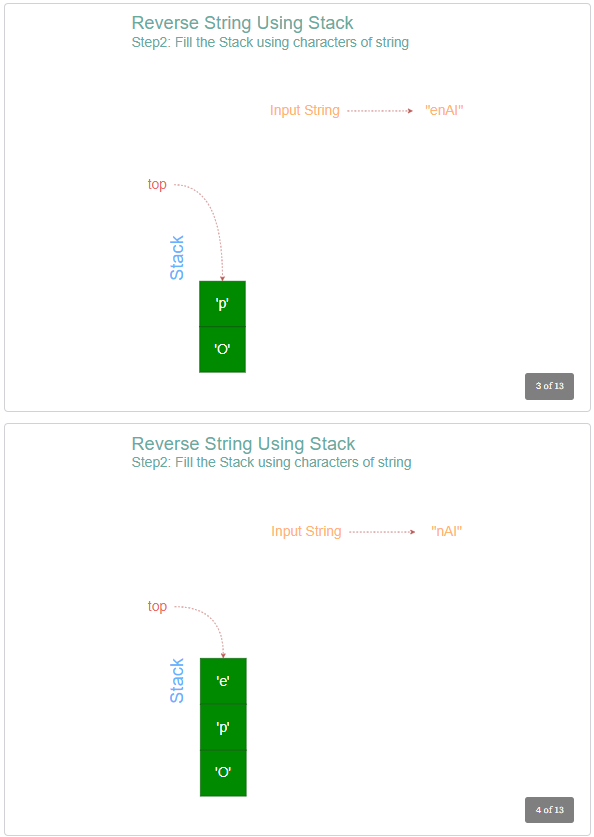 Reverse String Using Stack
Step2: Fill the Stack using characters of string
Input String "enAI"
top
Stack
'p'
'O'
3 of 13
Reverse String Using Stack
Step2: Fill the Stack using characters of string
Input String "nAI"
top
Stack
'e'
'p'
'O'
4 of 13